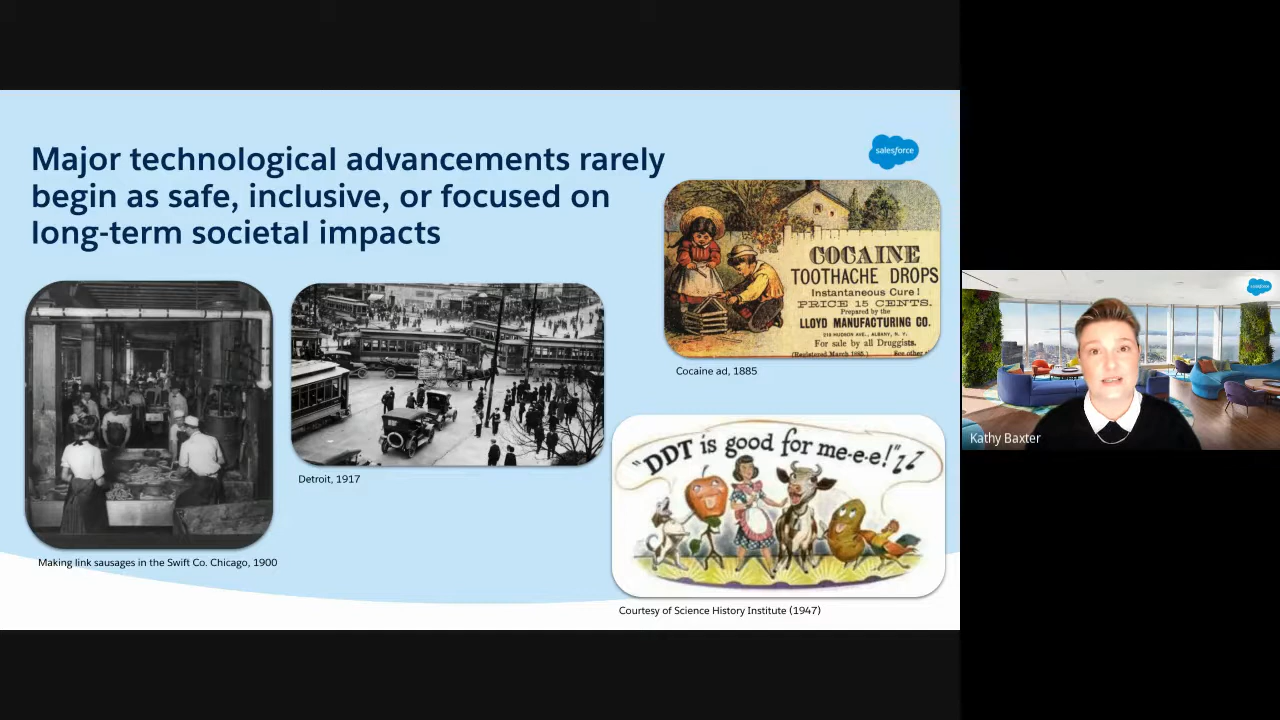 Major technological advancements rarely
begin as safe, inclusive, or focused on
long-term societal impacts
salesforce
COCAINE
TOOTHACHE DROPS
Instantaneous Cure!
PRICE 15 CENTS.
Prepared by the
LLOYD MANUFACTURING CO.
219 HUDSON AVE., ALBANY, N. Y.
For sale by all Druggists.
(Registered March 1885.) See other
Cocaine ad, 1885
Detroit, 1917
"DDT is good for me-e-e!"
Making link sausages in the Swift Co. Chicago, 1900
Courtesy of Science History Institute (1947)
salesforce
Kathy Baxter